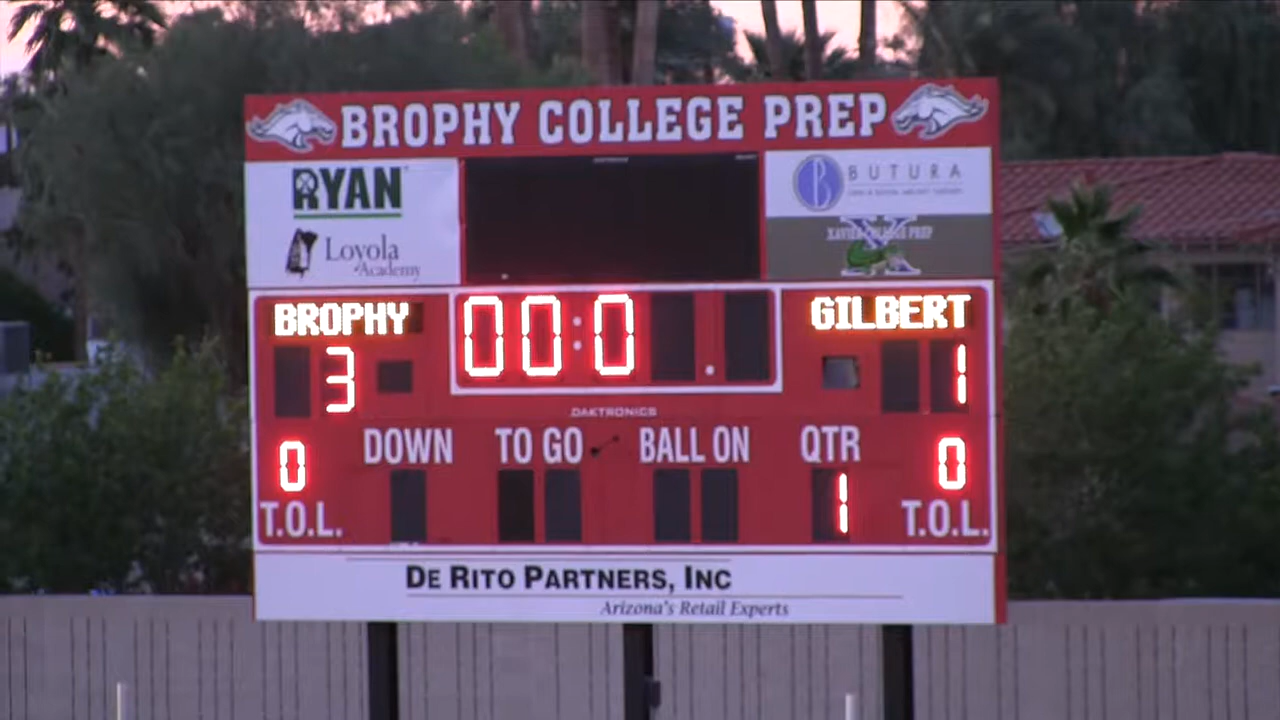 BROPHY COLLEGE PREP
RYAN
BUTURA
Loyola
Academy
XAVIER COLLEGE PREP
X
B
BROPHY
00:0
GILBERT
3
1
DAKTRONICS
DOWN
TO GO
BALL ON
QTR
0
1
0
T.O.L.
T.O.L.
DE RITO PARTNERS, INC
Arizona's Retail Experts